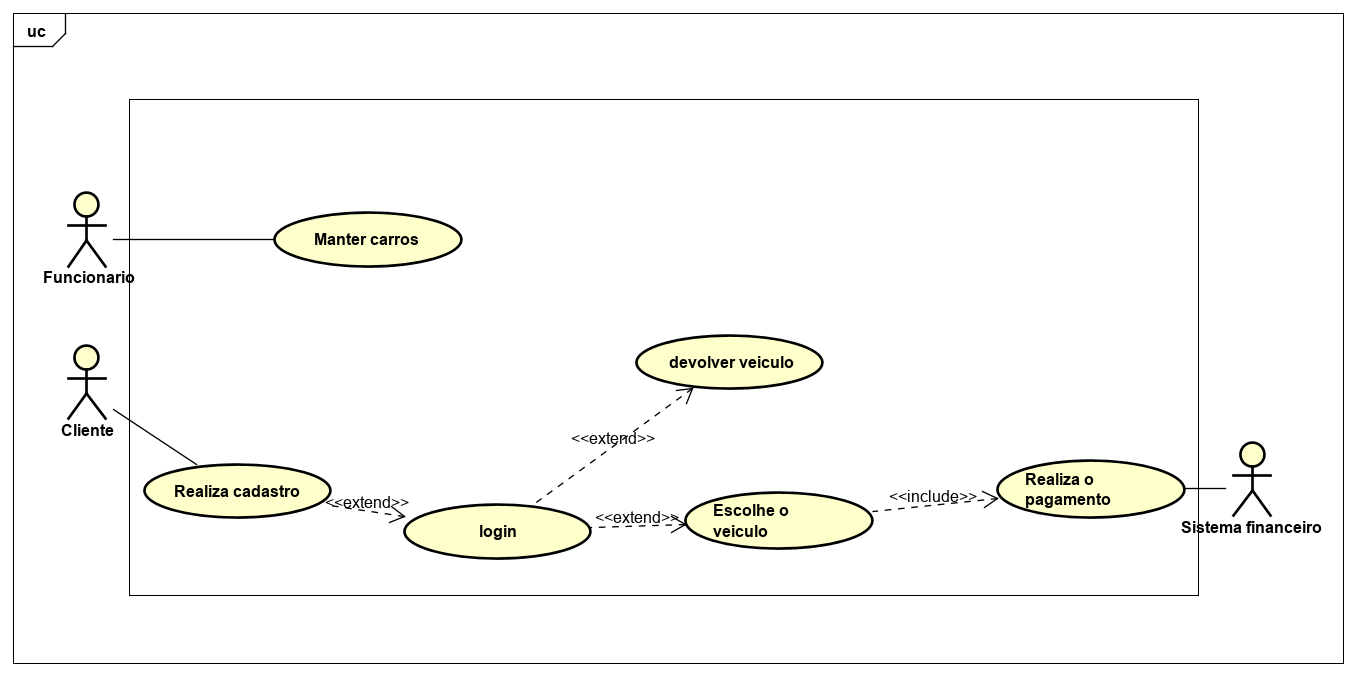 uc
Manter carros
Funcionario
devolver veiculo
Cliente
<<extend>>
Realiza cadastro
<<extend>>
login
<<extend>>
Escolhe o
veiculo
<<include>>
Realiza o
pagamento
Sistema financeiro